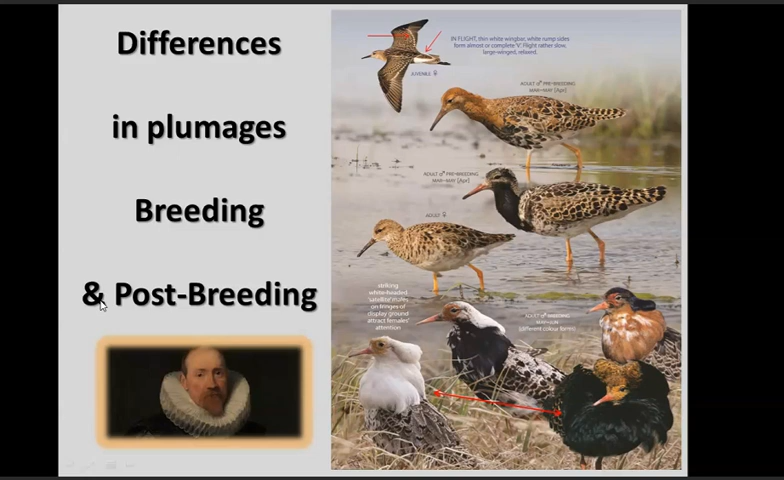 Differences
in plumages
Breeding
& Post-Breeding
IN FLIGHT, thin white wingbar, white rump sides
form almost or complete 'V'. Flight rather slow,
large-winged, relaxed.
JUVENILE ♀
ADULT ♂ PRE-BREEDING
MAR–MAY [Apr]
ADULT ♂ PRE-BREEDING
MAR–MAY [Apr]
ADULT ♀
striking
white-headed
'satellite' males
on fringes of
display ground
attract females'
attention
ADULT ♂ BREEDING
MAY–JUN
(different colour forms)